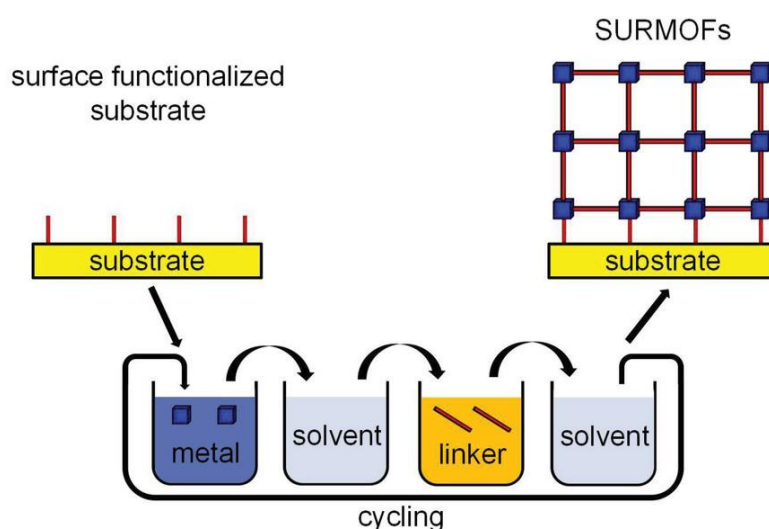 SURMOFs
surface functionalized
substrate
substrate
substrate
metal
solvent
linker
solvent
cycling